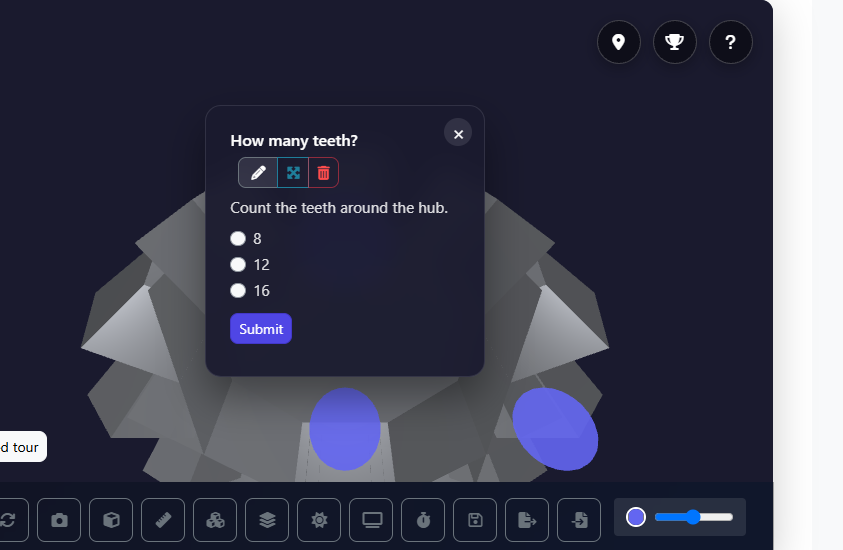 ?
How many teeth?
Count the teeth around the hub.
8
12
16
Submit
d tour